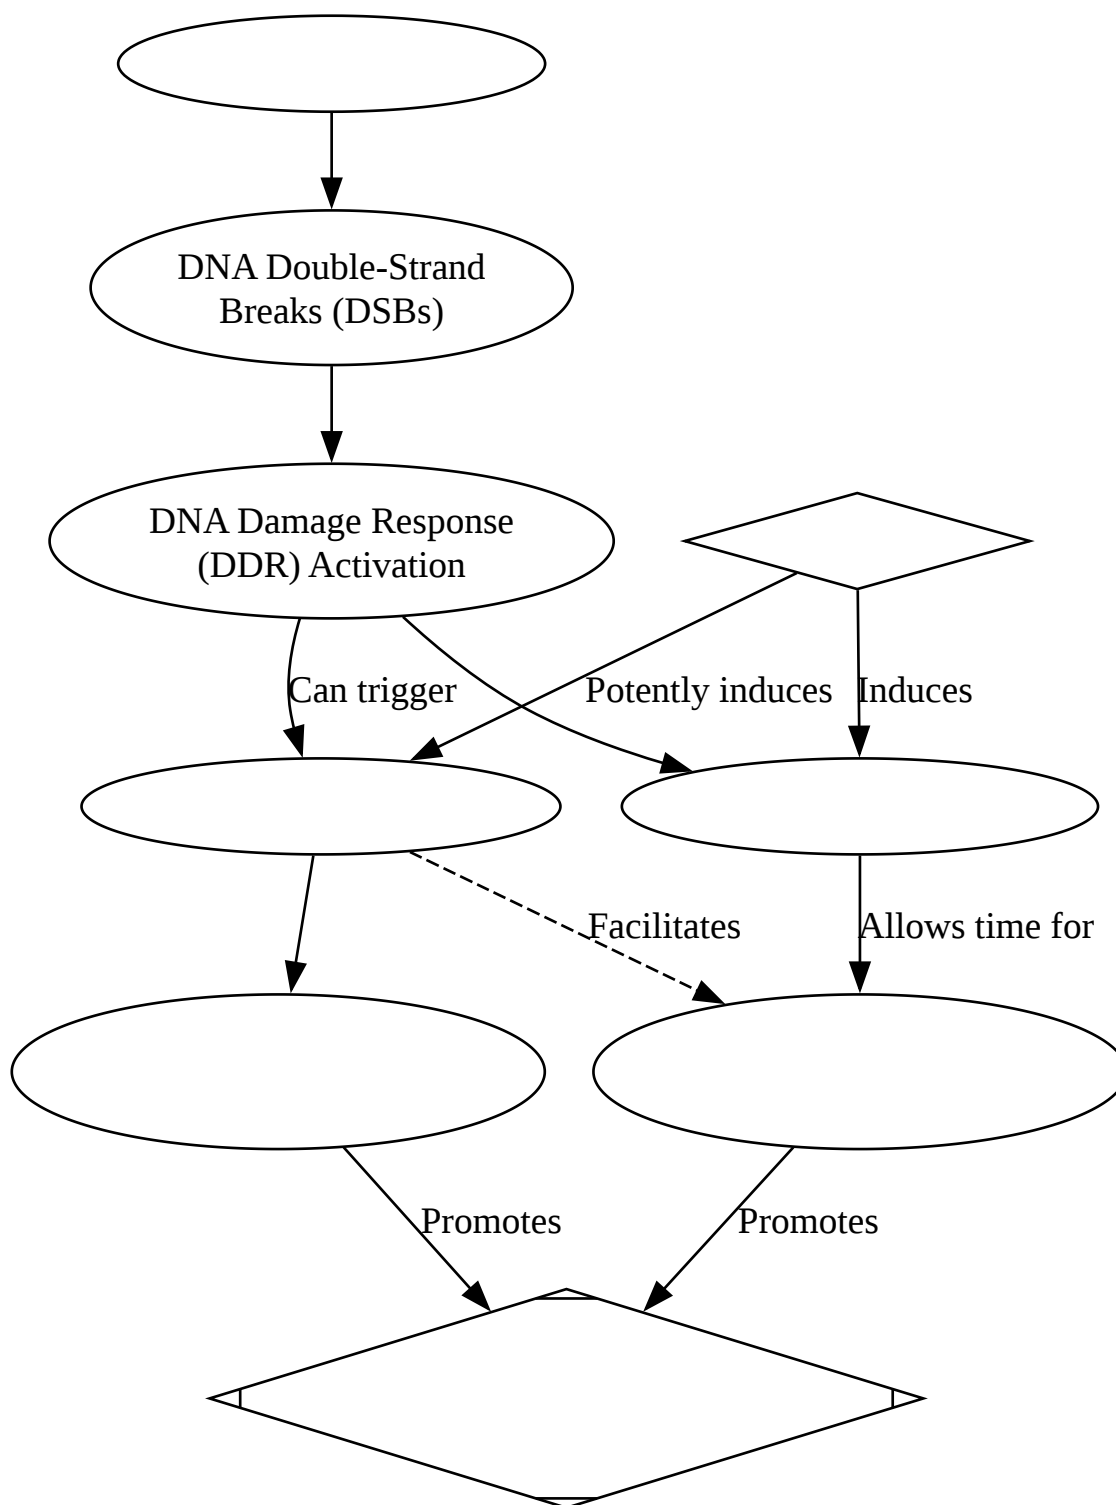 DNA Double-Strand
Breaks (DSBs)
DNA Damage Response
(DDR) Activation
Can trigger
Potently induces
Induces
Facilitates
Allows time for
Promotes
Promotes